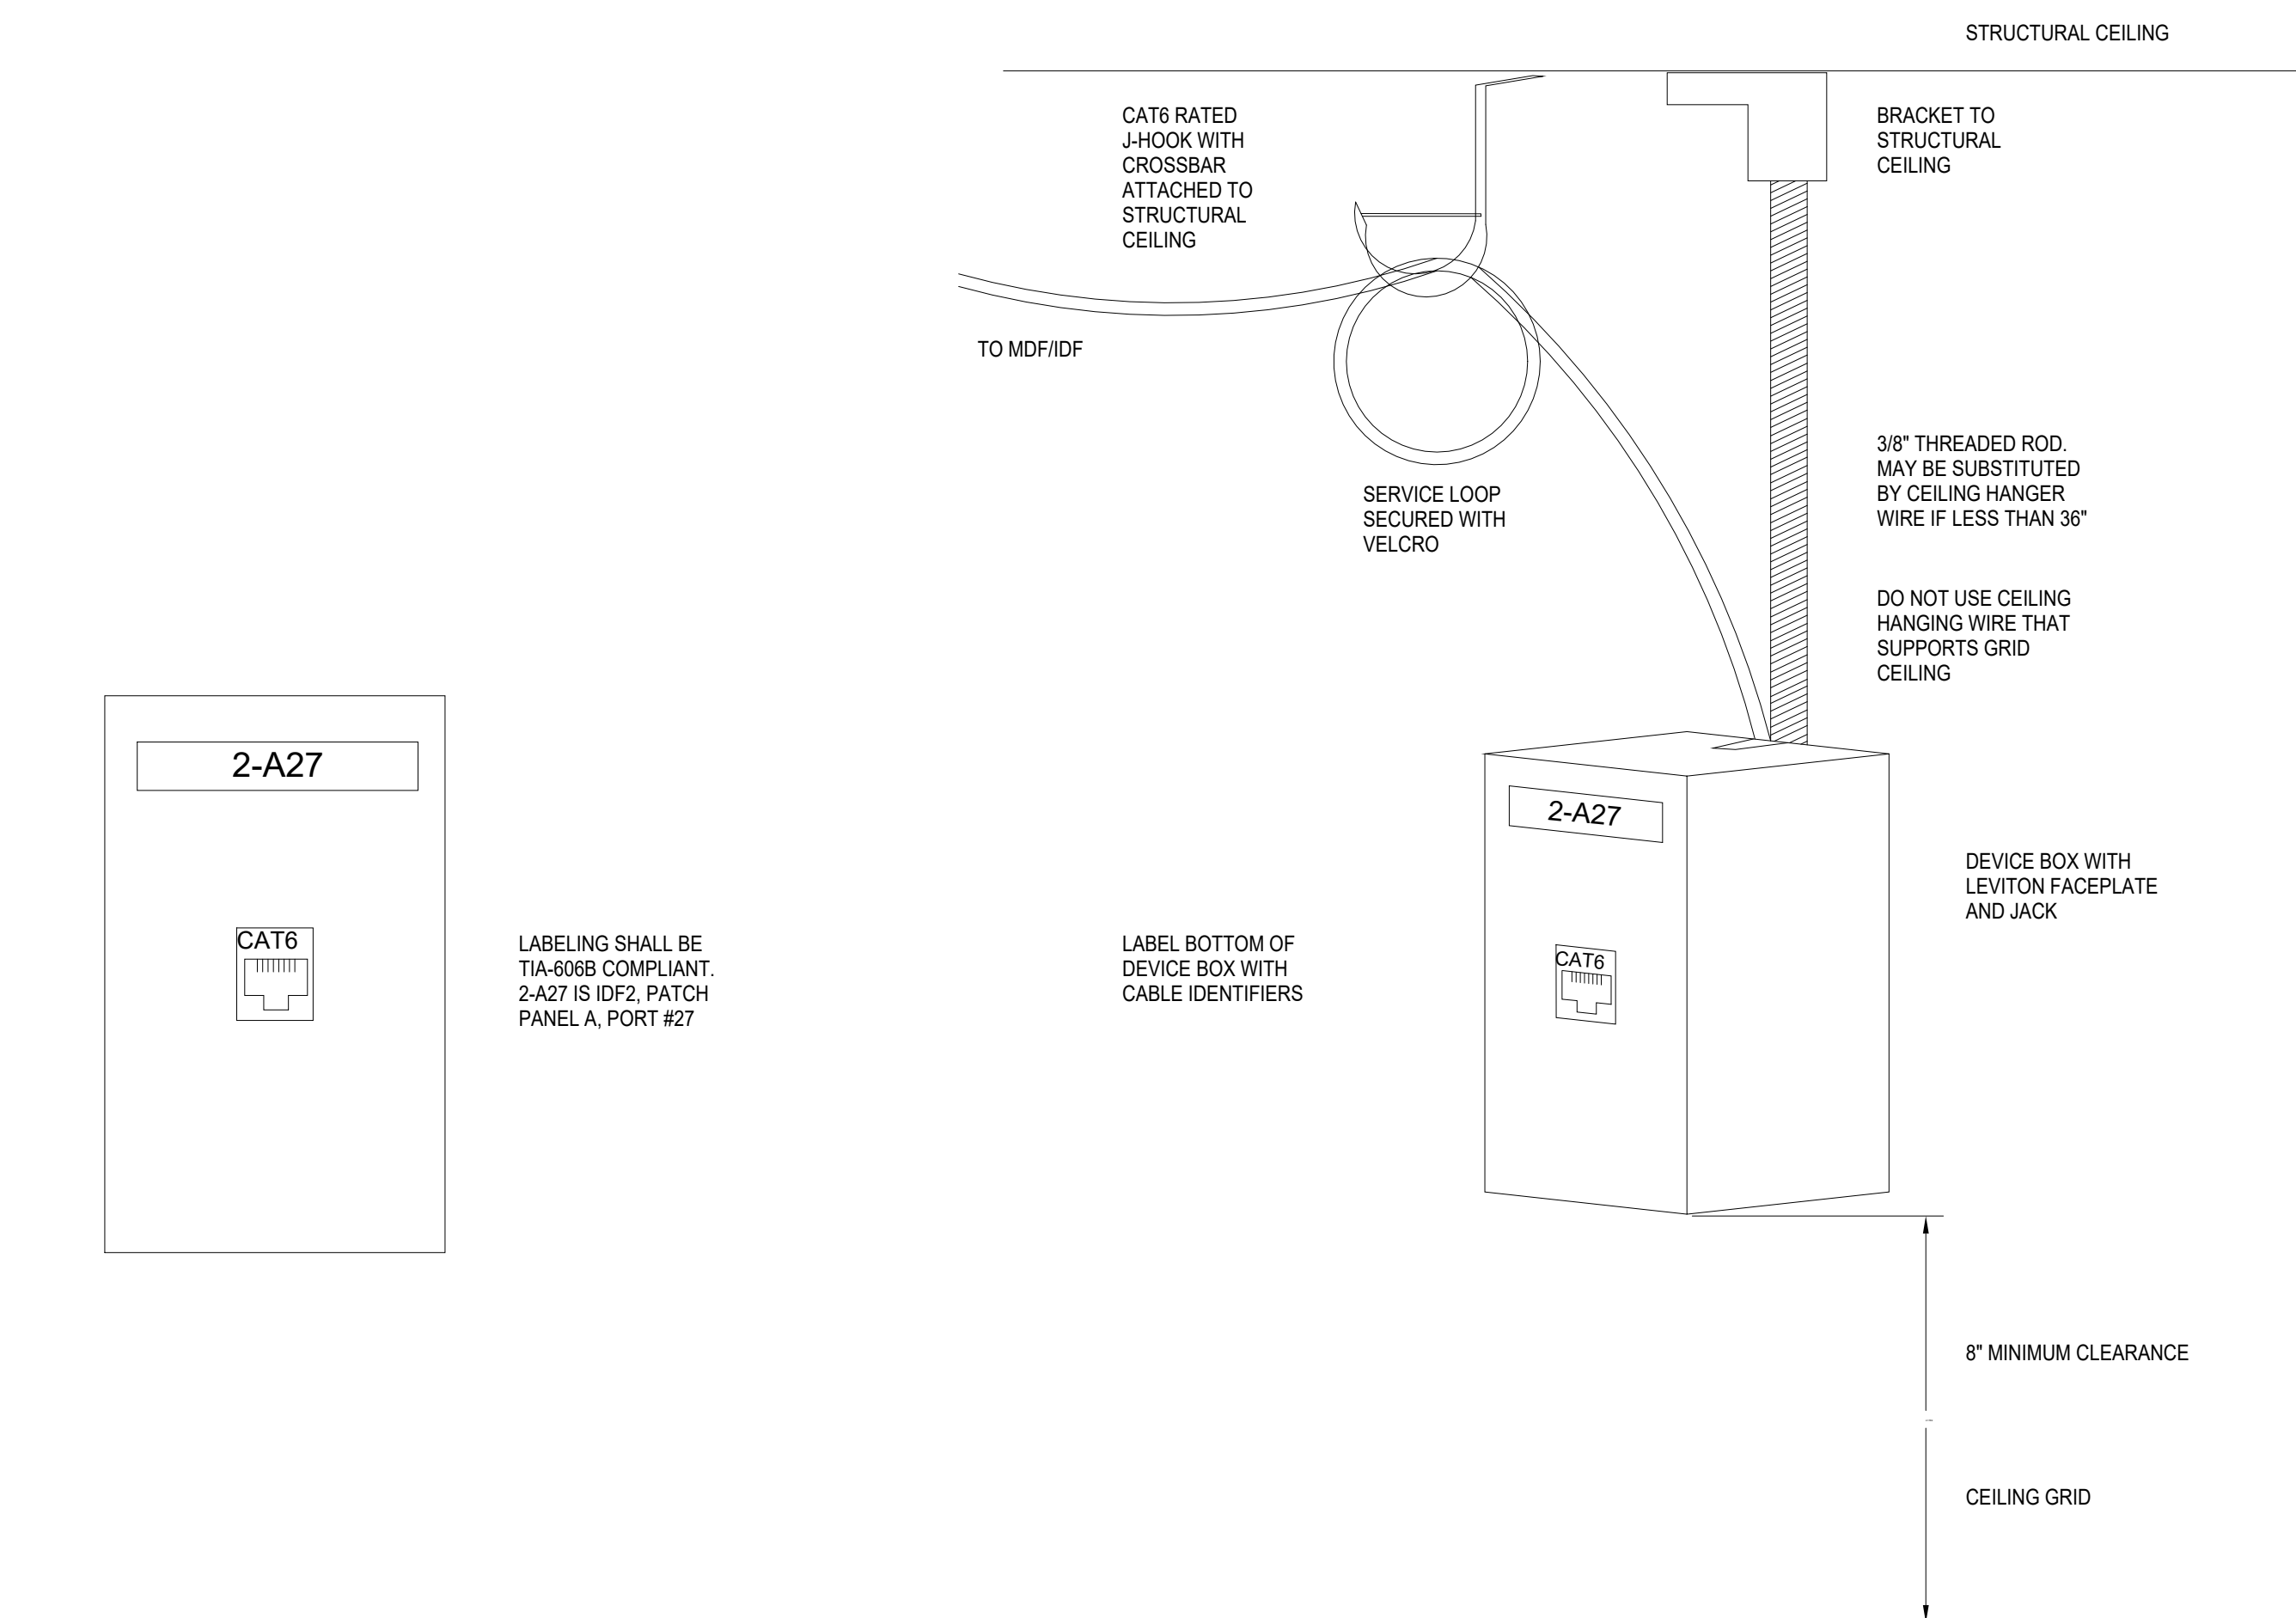 STRUCTURAL CEILING
CAT6 RATED
J-HOOK WITH
CROSSBAR
ATTACHED TO
STRUCTURAL
CEILING
BRACKET TO
STRUCTURAL
CEILING
TO MDF/IDF
3/8" THREADED ROD.
MAY BE SUBSTITUTED
BY CEILING HANGER
WIRE IF LESS THAN 36"
SERVICE LOOP
SECURED WITH
VELCRO
DO NOT USE CEILING
HANGING WIRE THAT
SUPPORTS GRID
CEILING
2-A27
CAT6
LABELING SHALL BE
TIA-606B COMPLIANT.
2-A27 IS IDF2, PATCH
PANEL A, PORT #27
LABEL BOTTOM OF
DEVICE BOX WITH
CABLE IDENTIFIERS
2-A27
CAT6
DEVICE BOX WITH
LEVITON FACEPLATE
AND JACK
8" MINIMUM CLEARANCE
CEILING GRID